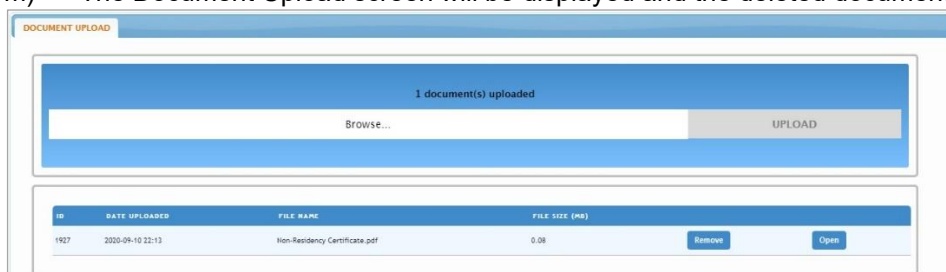 The Document Upload screen will be displayed and the deleted document
DOCUMENT UPLOAD
1 document(s) uploaded
Browse... UPLOAD
ID DATE UPLOADED FILE NAME FILE SIZE (MB)
1927 2020-09-10 22:13 Non-Residency Certificate.pdf 0.08 Remove Open